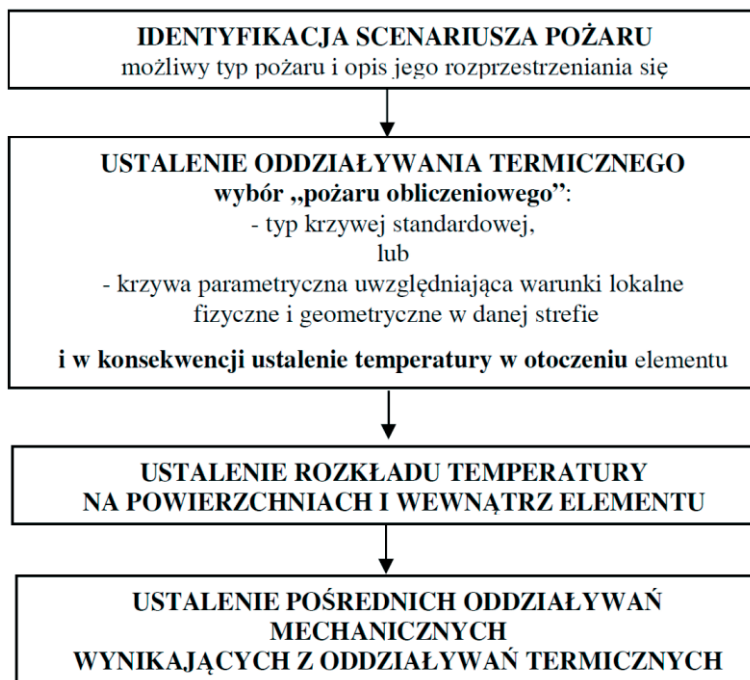 IDENTYFIKACJA SCENARIUSZA POŻARU
możliwy typ pożaru i opis jego rozprzestrzeniania się
USTALENIE ODDZIAŁYWANIA TERMICZNEGO
wybór „pożaru obliczeniowego”:
- typ krzywej standardowej,
lub
- krzywa parametryczna uwzględniająca warunki lokalne
fizyczne i geometryczne w danej strefie
i w konsekwencji ustalenie temperatury w otoczeniu elementu
USTALENIE ROZKŁADU TEMPERATURY
NA POWIERZCHNIACH I WEWNĄTRZ ELEMENTU
USTALENIE POŚREDNICH ODDZIAŁYWAŃ
MECHANICZNYCH
WYNIKAJĄCYCH Z ODDZIAŁYWAŃ TERMICZNYCH